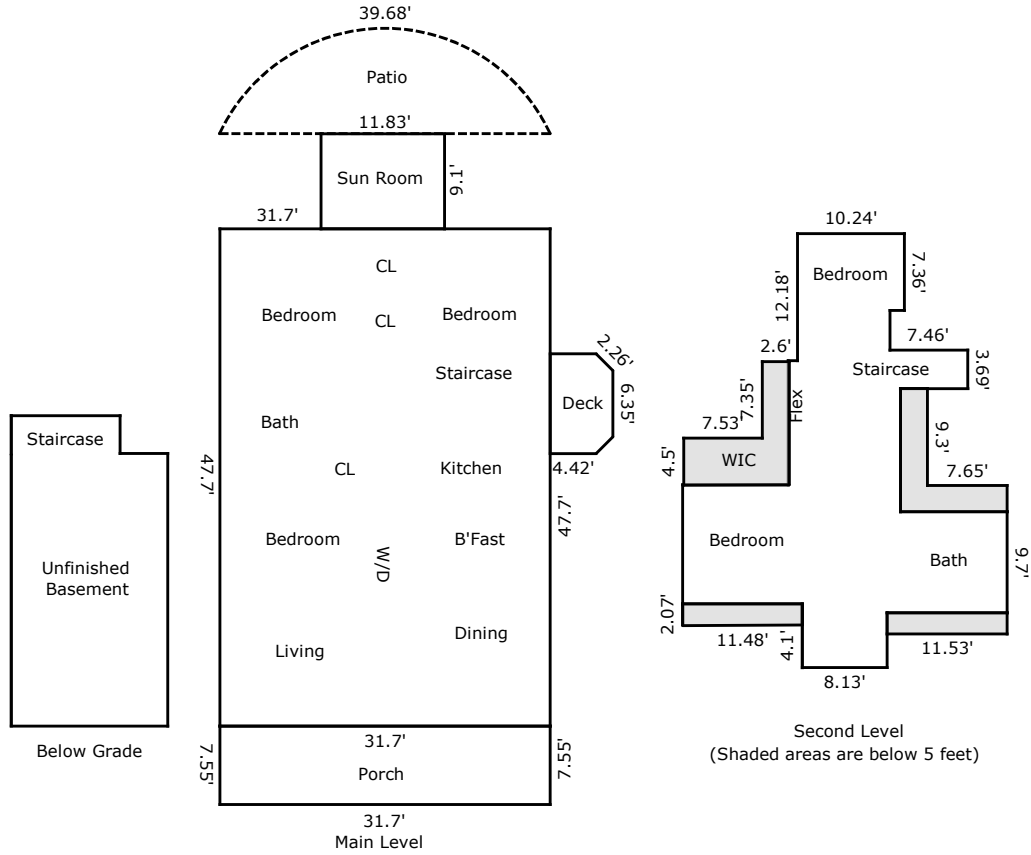 39.68'
Patio
11.83'
Sun Room
9.1'
31.7'
CL
Bedroom
CL
Bedroom
2.26'
Staircase
Deck
6.35'
Bath
47.7'
CL
Kitchen
4.42'
47.7'
Bedroom
W/D
B'Fast
Living
Dining
7.55'
31.7'
7.55'
Porch
31.7'
Main Level
Staircase
Unfinished
Basement
Below Grade
10.24'
Bedroom
7.36'
12.18'
2.6'
7.46'
Staircase
3.69'
7.35'
Flex
7.53'
9.3'
4.5'
WIC
7.65'
Bedroom
Bath
9.7'
2.07'
11.48'
4.1'
11.53'
8.13'
Second Level
(Shaded areas are below 5 feet)